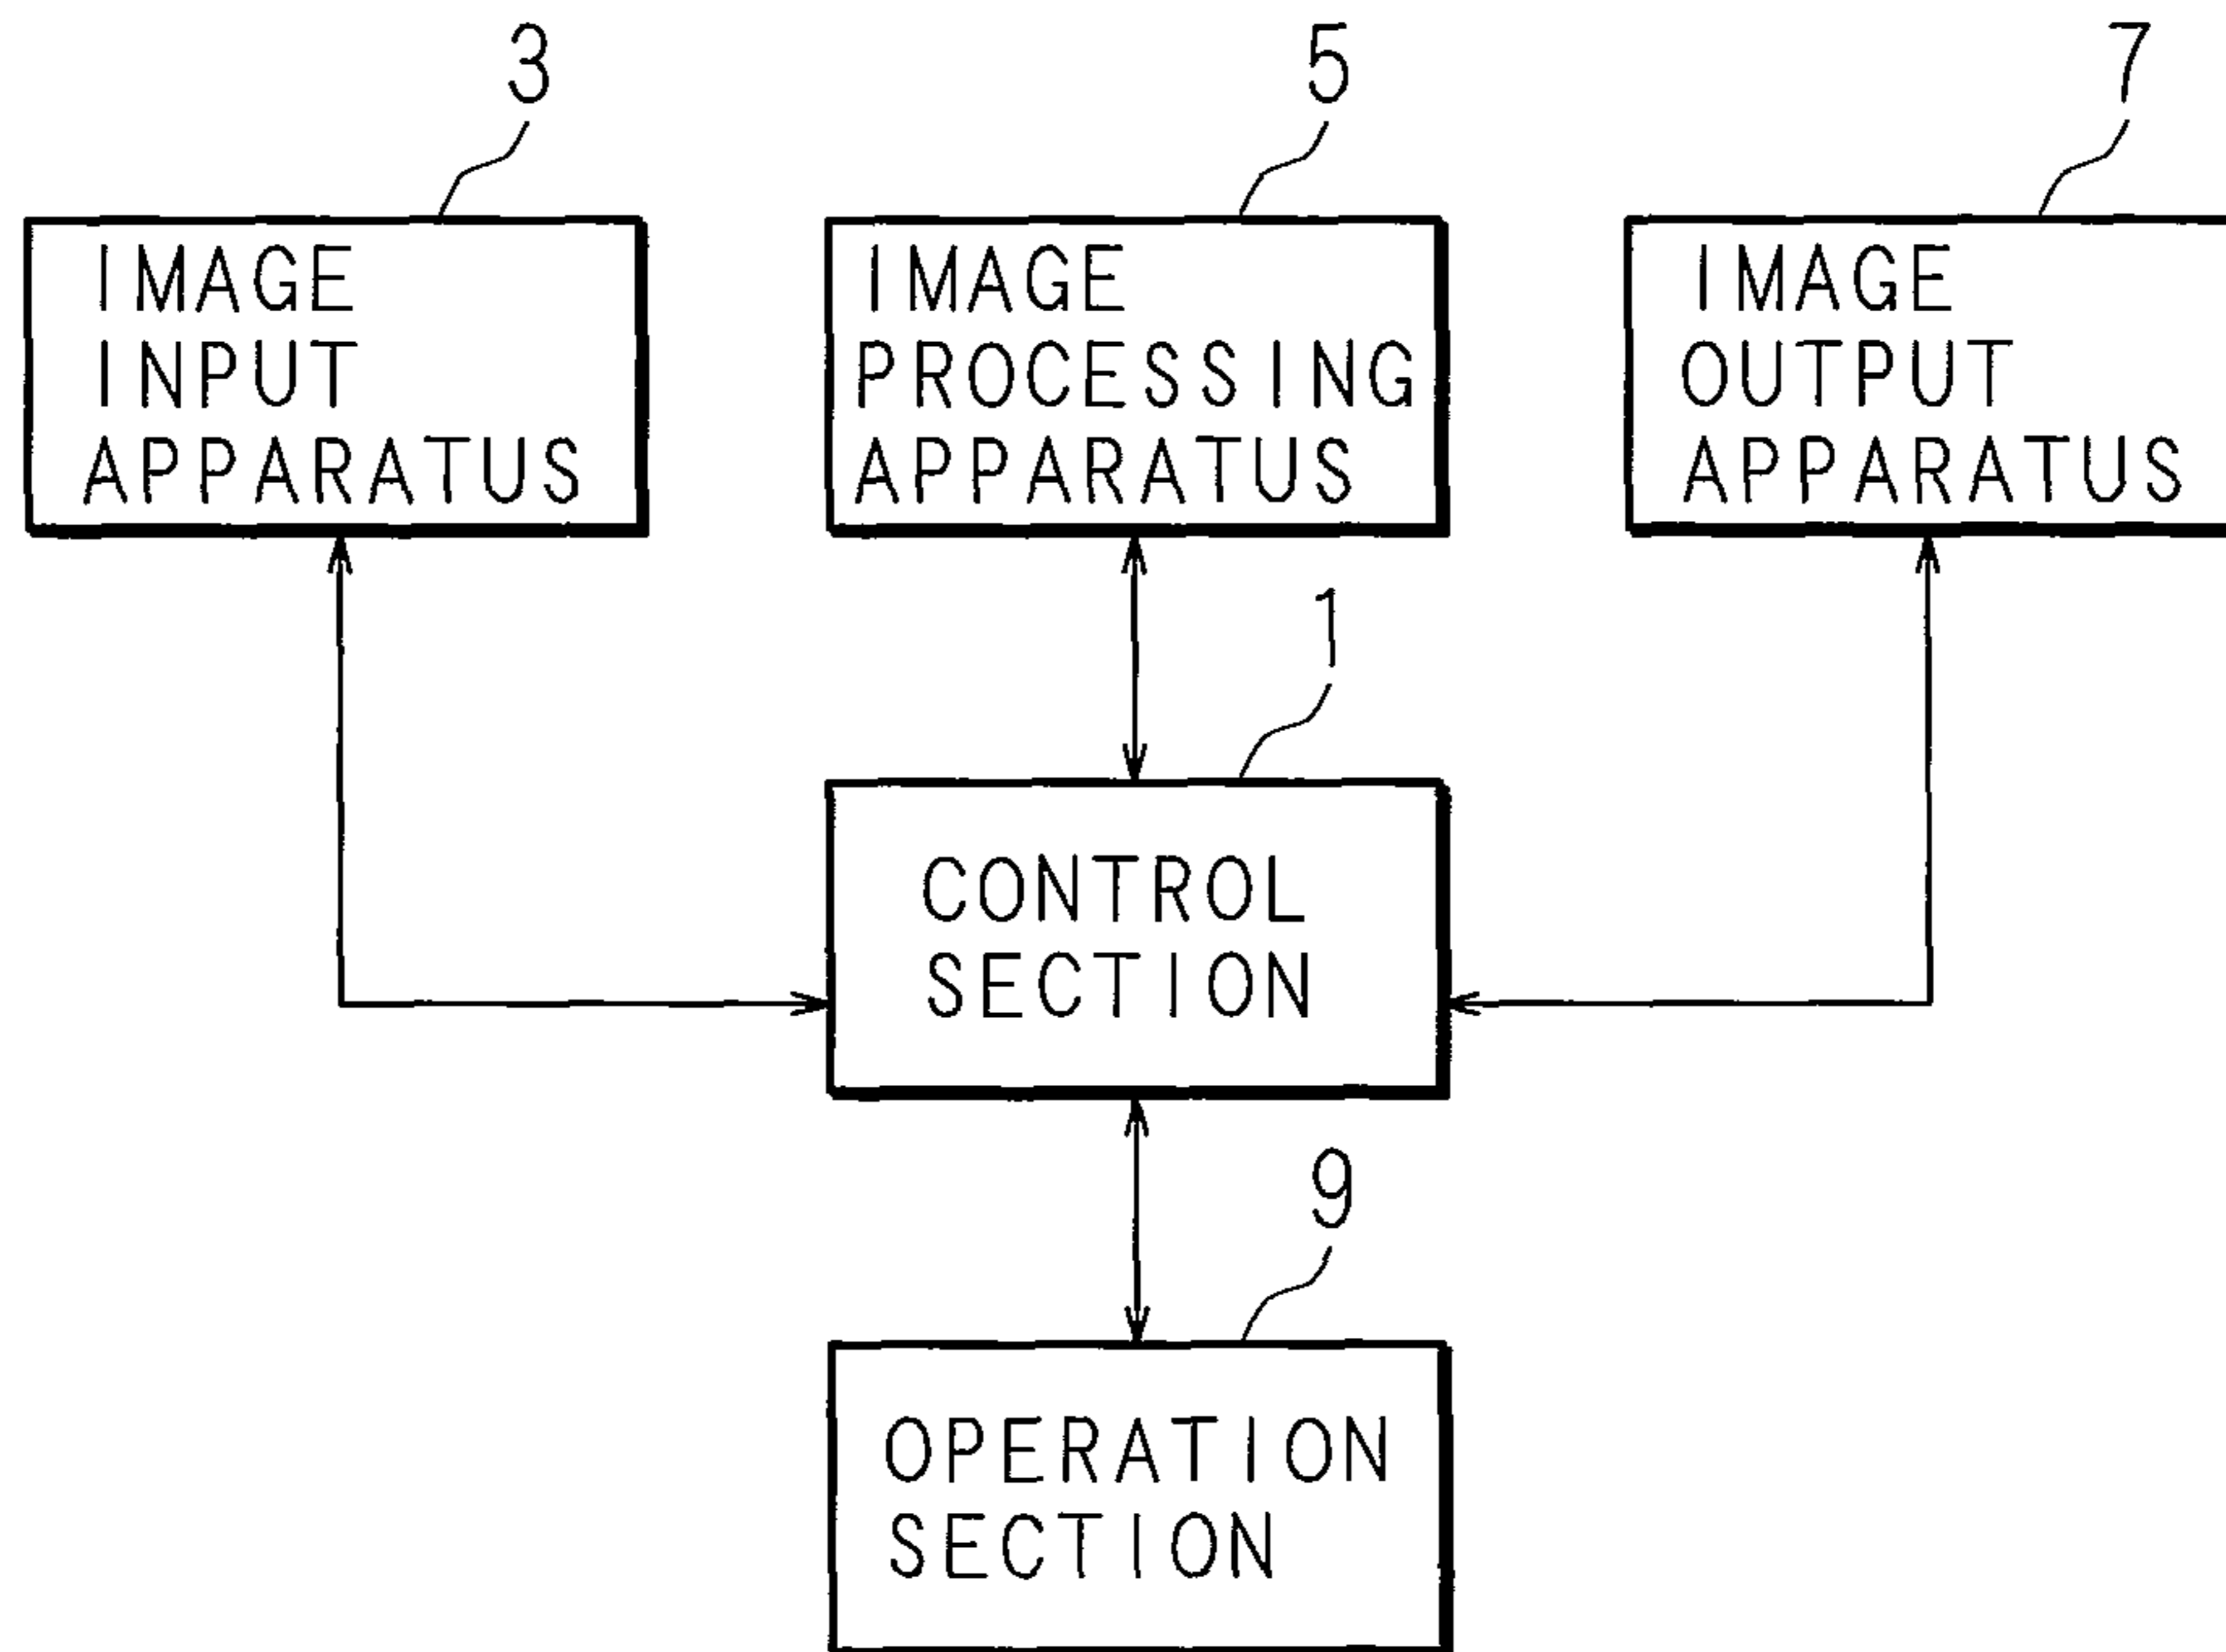 3
5
7
IMAGE
INPUT
APPARATUS
IMAGE
PROCESSING
APPARATUS
IMAGE
OUTPUT
APPARATUS
1
CONTROL
SECTION
9
OPERATION
SECTION